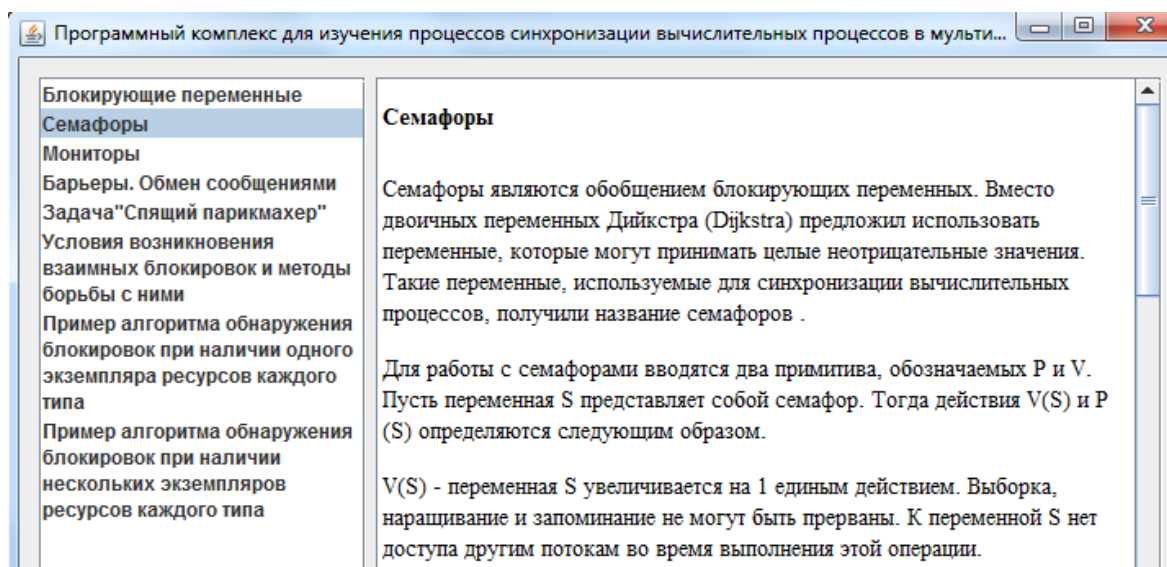 Программный комплекс для изучения процессов синхронизации вычислительных процессов в мульти...
Блокирующие переменные
Семафоры
Мониторы
Барьеры. Обмен сообщениями
Задача"Спящий парикмахер"
Условия возникновения
взаимных блокировок и методы
борьбы с ними
Пример алгоритма обнаружения
блокировок при наличии одного
экземпляра ресурсов каждого
типа
Пример алгоритма обнаружения
блокировок при наличии
нескольких экземпляров
ресурсов каждого типа
Семафоры
Семафоры являются обобщением блокирующих переменных. Вместо
двоичных переменных Дийкстра (Dijkstra) предложил использовать
переменные, которые могут принимать целые неотрицательные значения.
Такие переменные, используемые для синхронизации вычислительных
процессов, получили название семафоров .
Для работы с семафорами вводятся два примитива, обозначаемых P и V.
Пусть переменная S представляет собой семафор. Тогда действия V(S) и P
(S) определяются следующим образом.
V(S) - переменная S увеличивается на 1 единым действием. Выборка,
наращивание и запоминание не могут быть прерваны. К переменной S нет
доступа другим потокам во время выполнения этой операции.